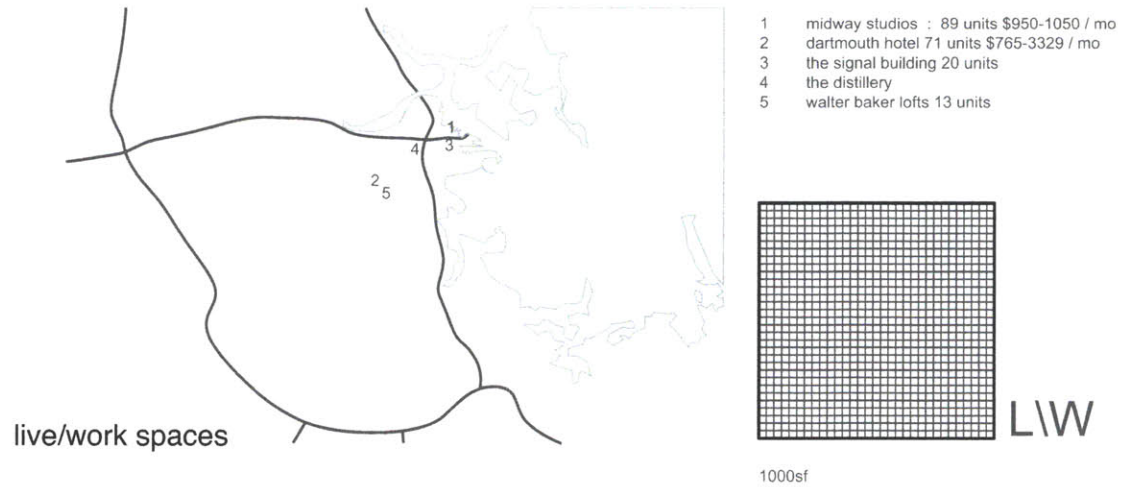 1 midway studios : 89 units $950-1050 / mo
2 dartmouth hotel 71 units $765-3329 / mo
3 the signal building 20 units
4 the distillery
5 walter baker lofts 13 units
1
4 3
2
5
L\W
live/work spaces
1000sf